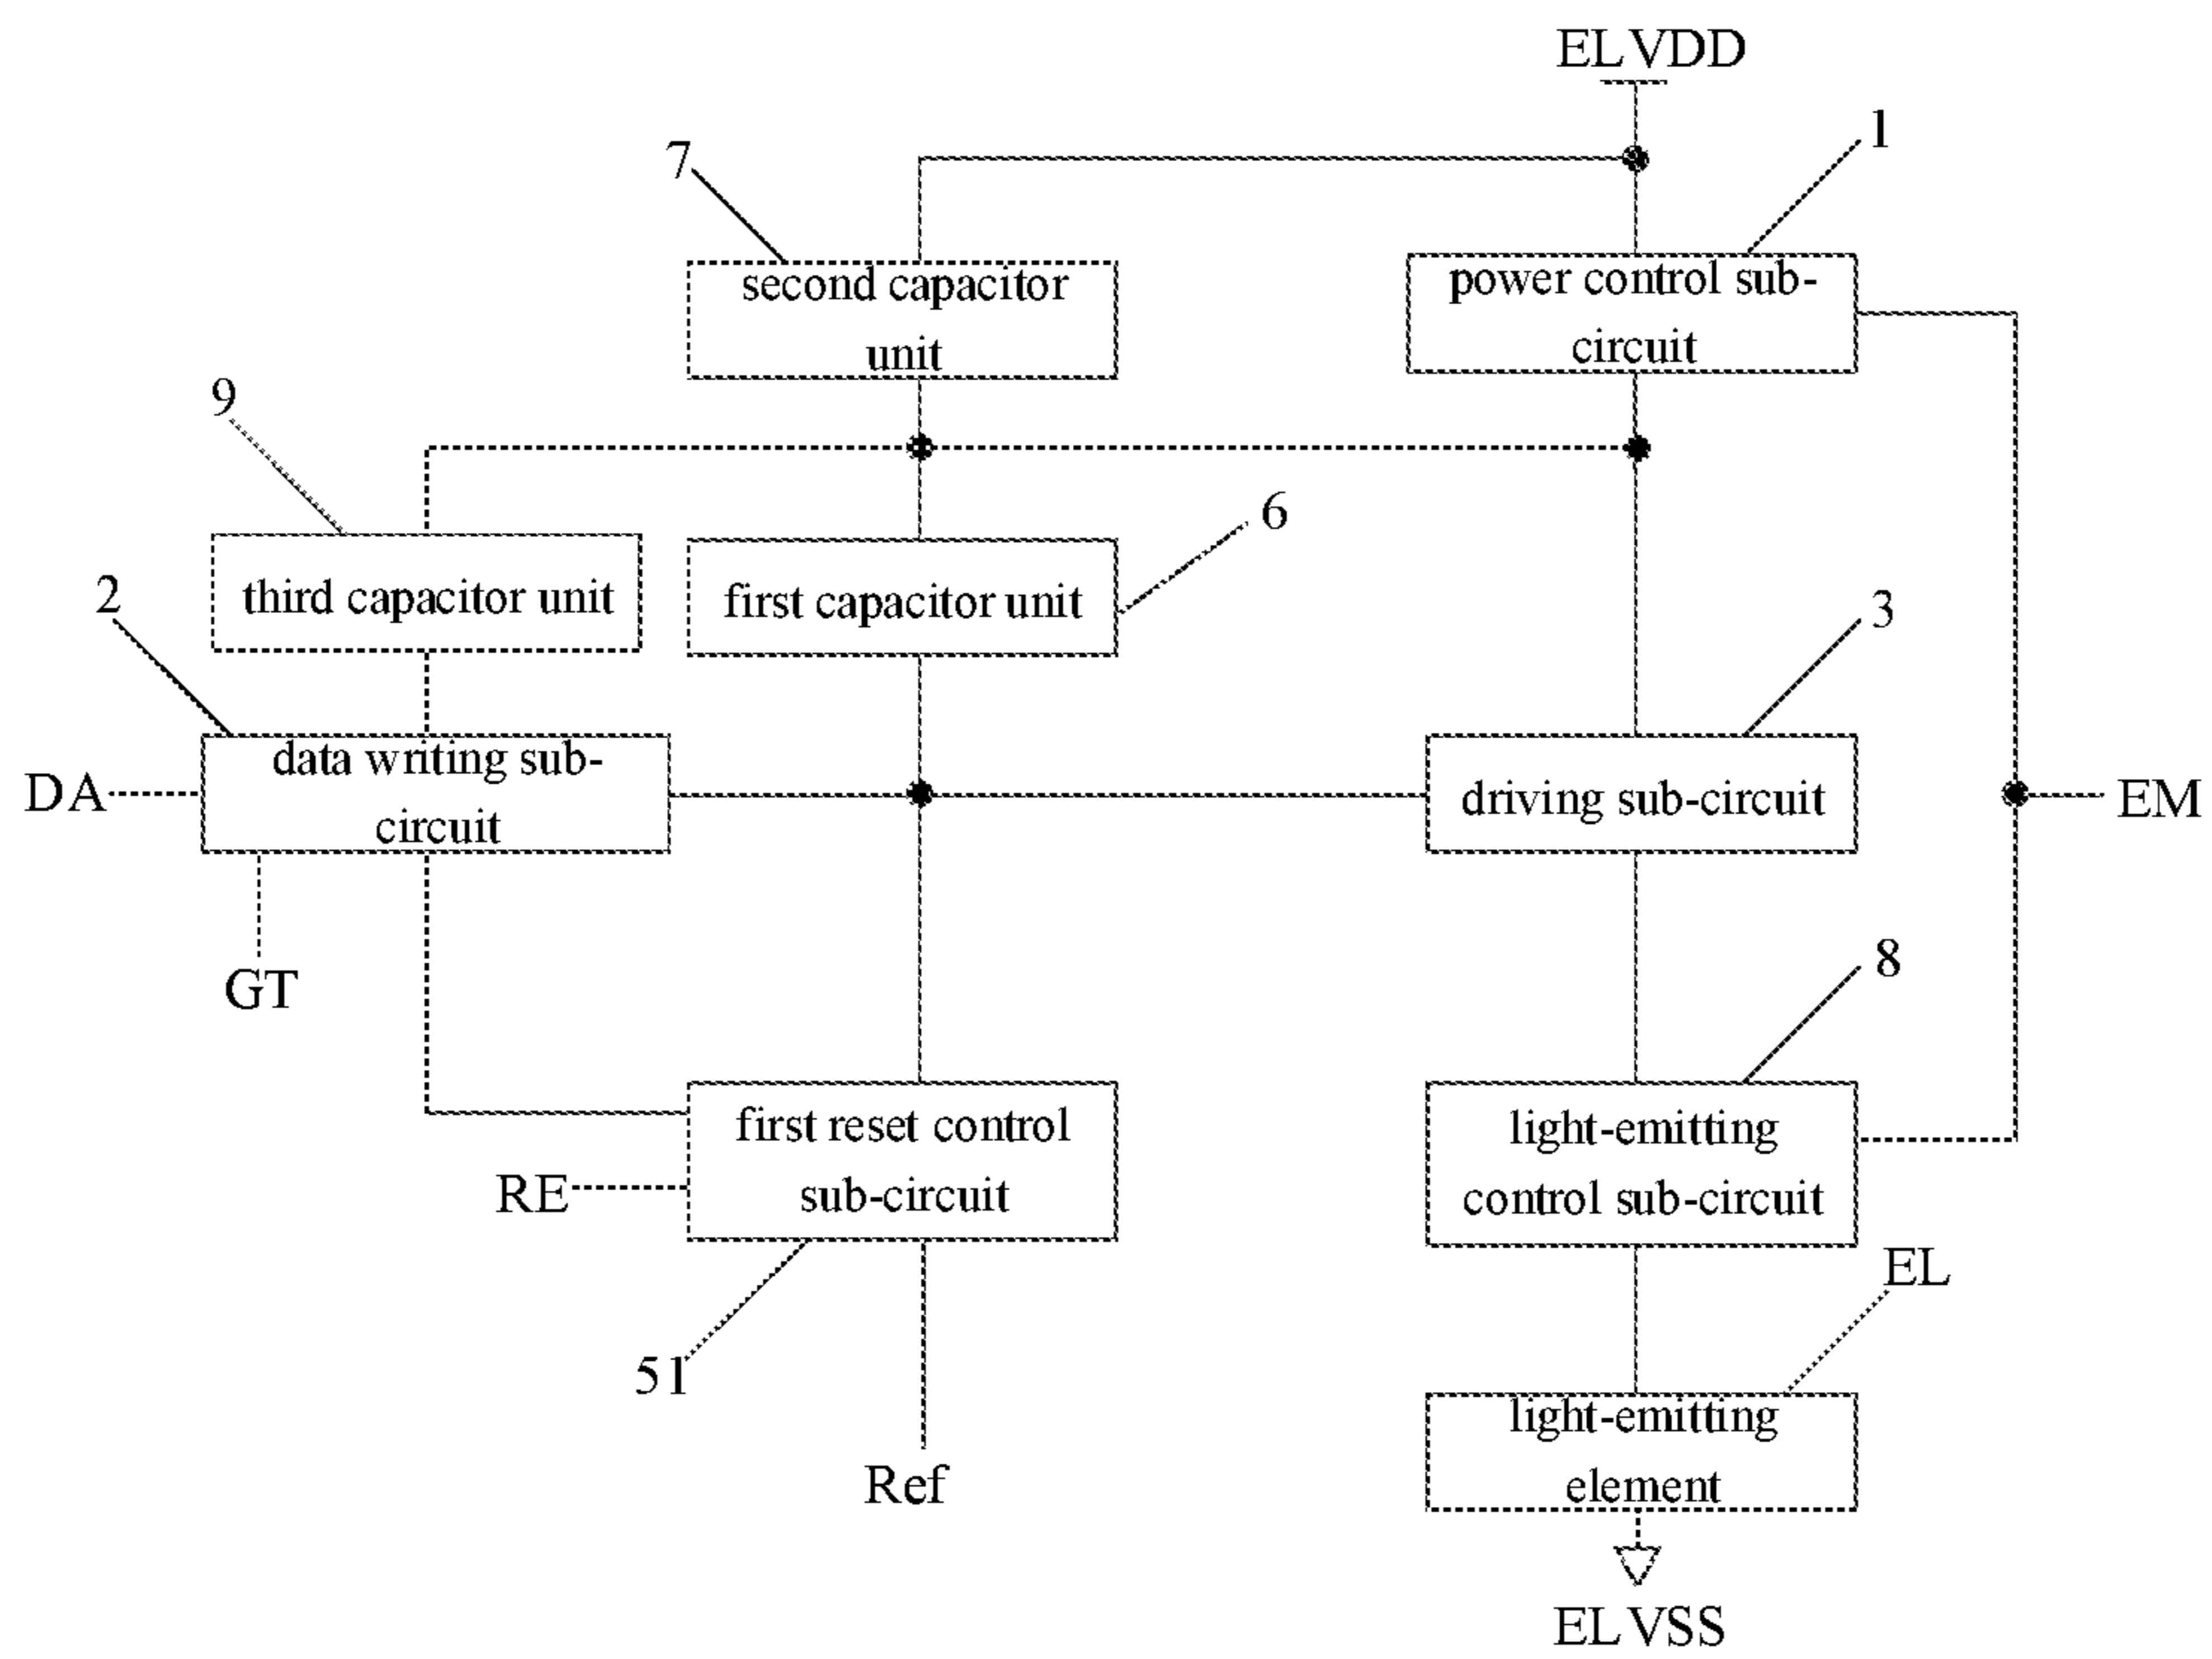 ELVDD
1
7
second capacitor
unit
power control sub-
circuit
9
6
third capacitor unit
first capacitor unit
2
3
data writing sub-
circuit
DA
driving sub-circuit
EM
GT
8
first reset control
sub-circuit
light-emitting
control sub-circuit
RE
EL
51
light-emitting
element
Ref
ELVSS